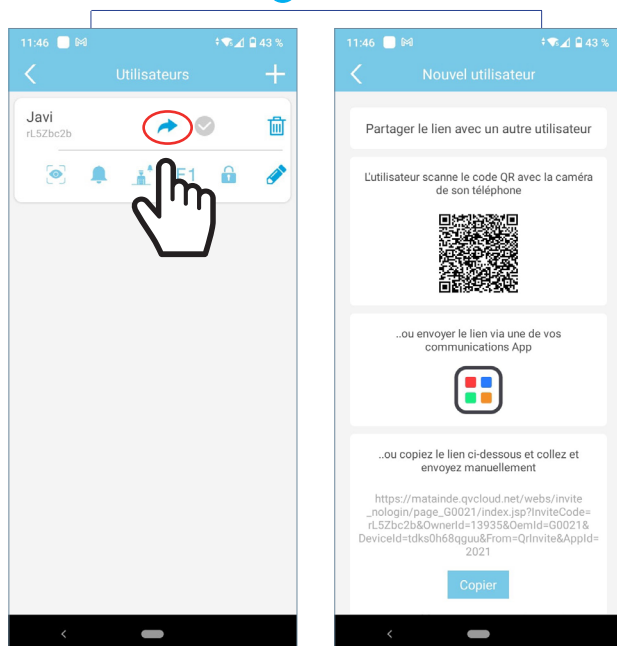 11:46
43 %
Utilisateurs
Javi
rL5Zbc2b
F1
11:46
43 %
Nouvel utilisateur
Partager le lien avec un autre utilisateur
L'utilisateur scanne le code QR avec la caméra
de son téléphone
..ou envoyer le lien via une de vos
communications App
..ou copiez le lien ci-dessous et collez et
envoyez manuellement
https://matainde.qvcloud.net/webs/invite
_nologin/page_G0021/index.jsp?InviteCode=
rL5Zbc2b&OwnerId=13935&OemId=G0021&
DeviceId=tdks0h68qguu&From=QrInvite&AppId=
2021
Copier